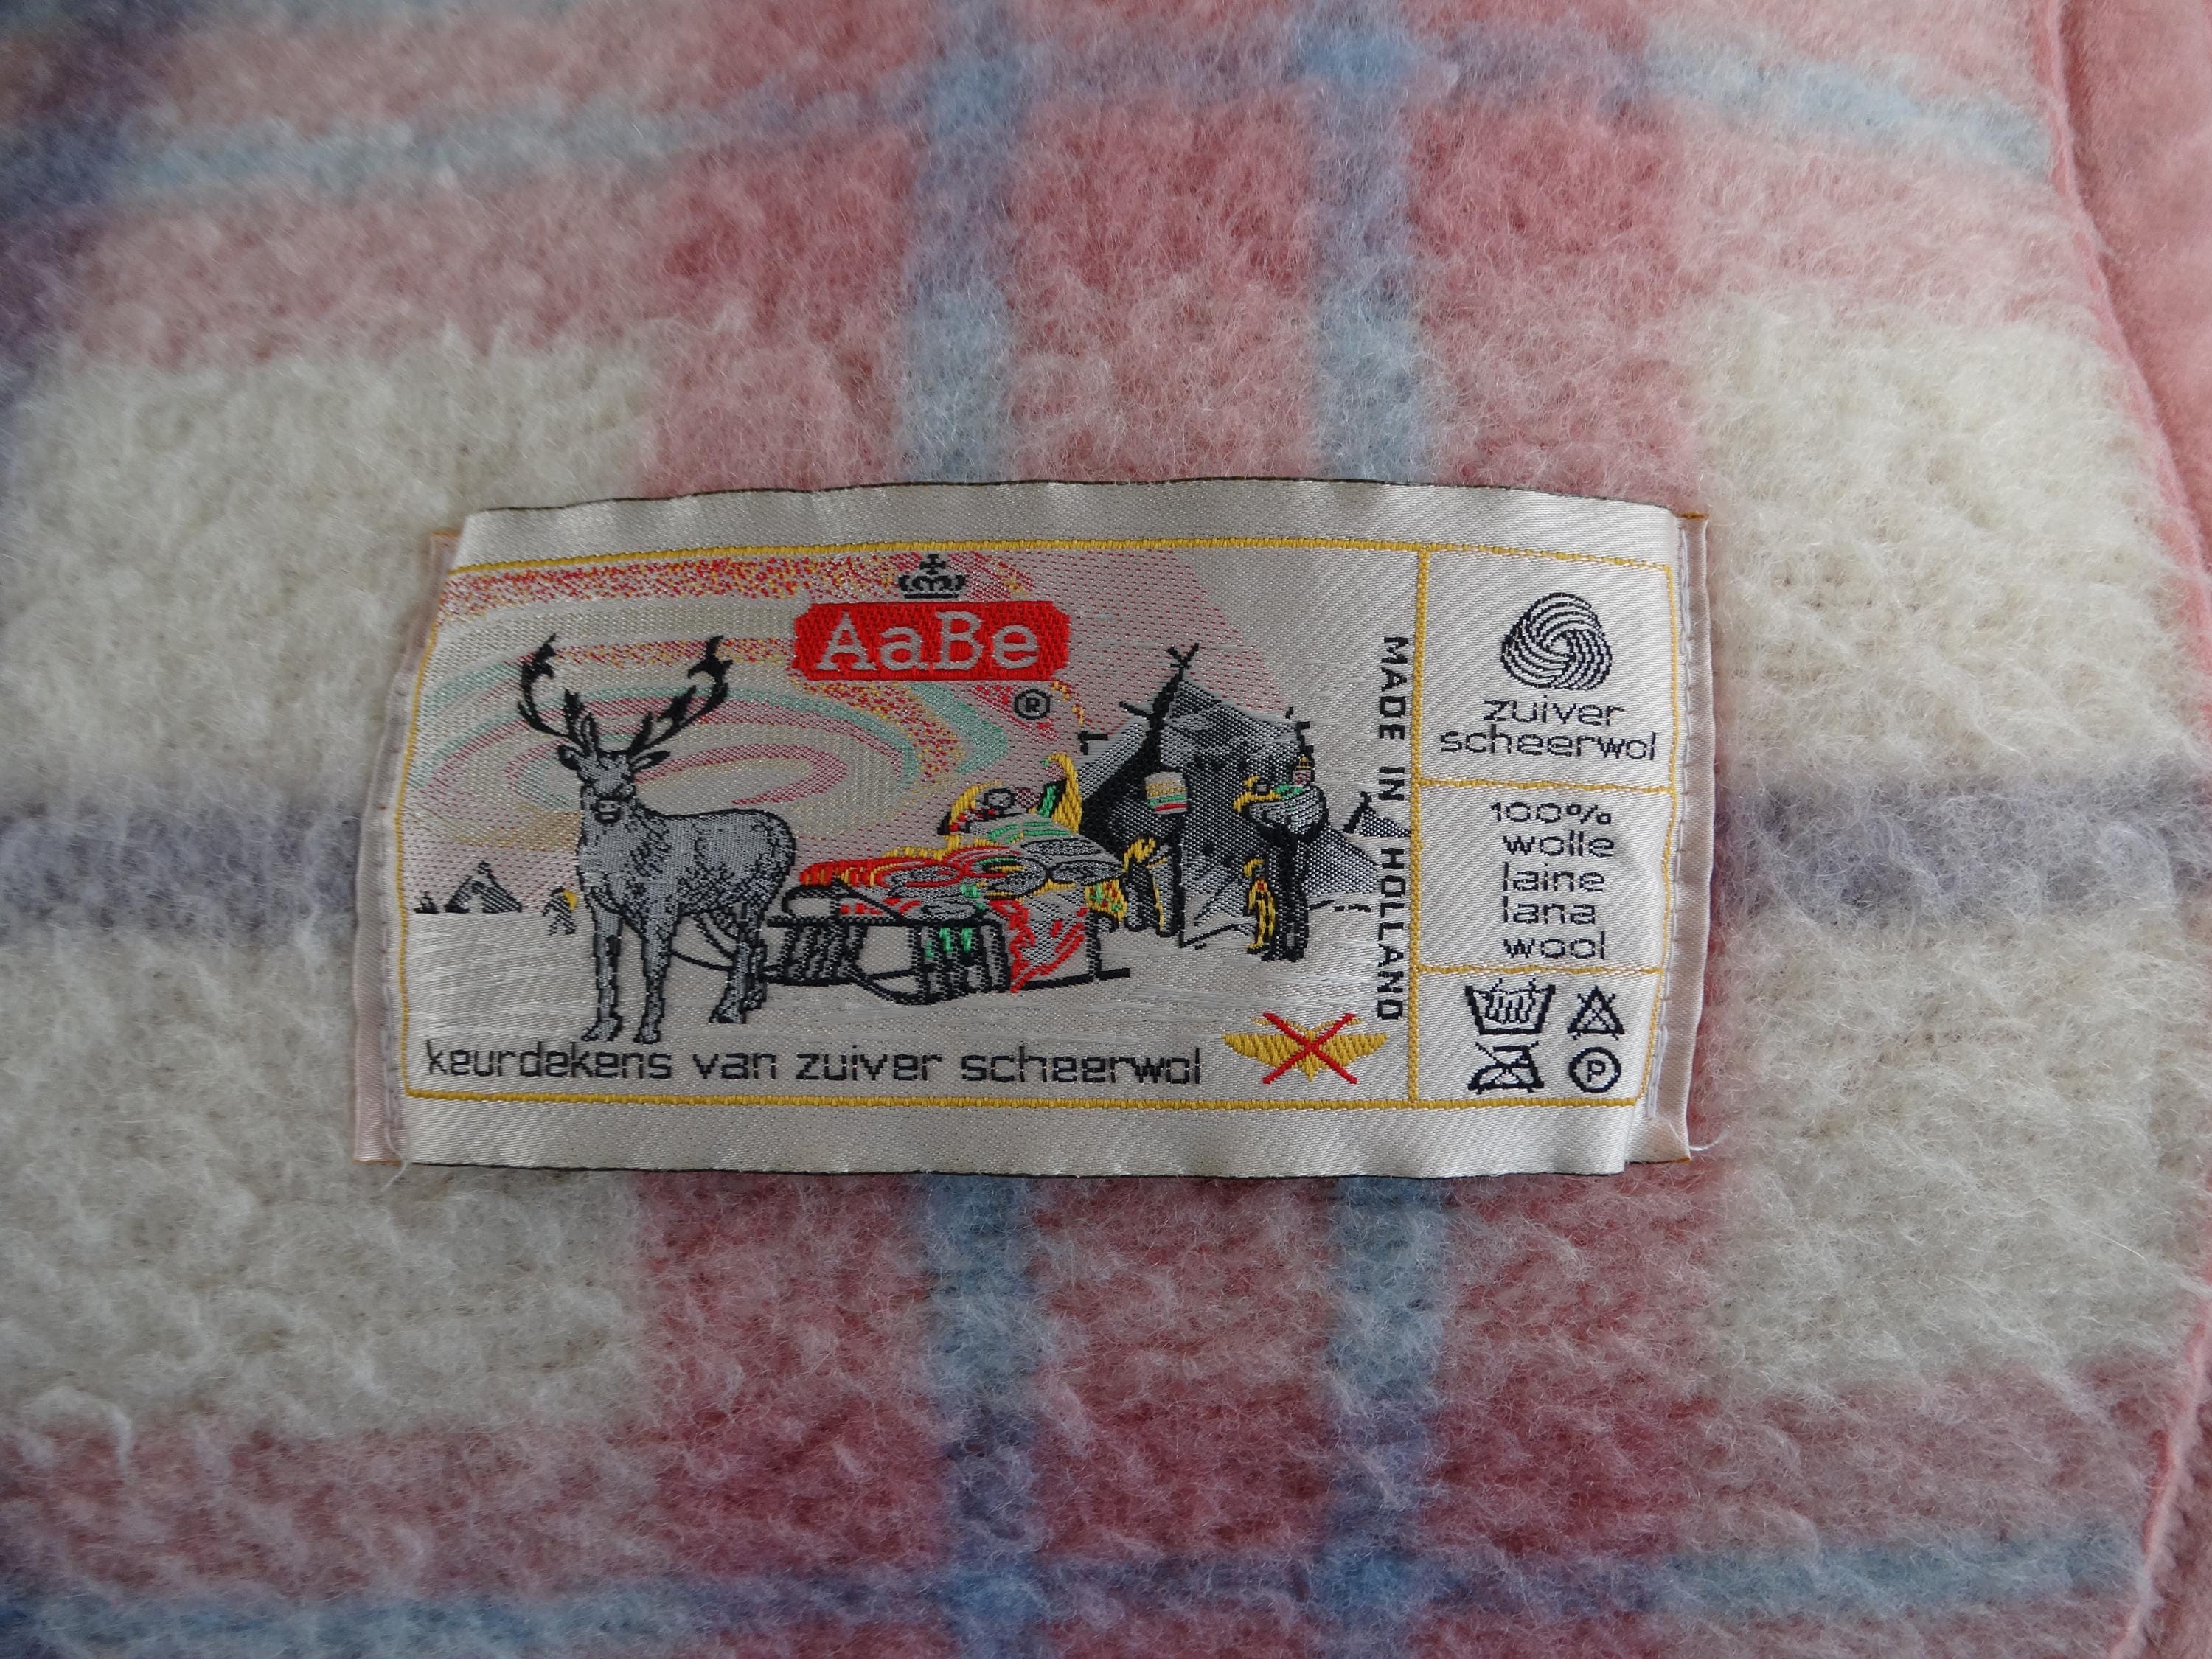 AaBe
®
MADE IN HOLLAND
keurdekens van zuiver scheerwol
zuiver
scheerwol
100%
wolle
laine
lana
wool
P